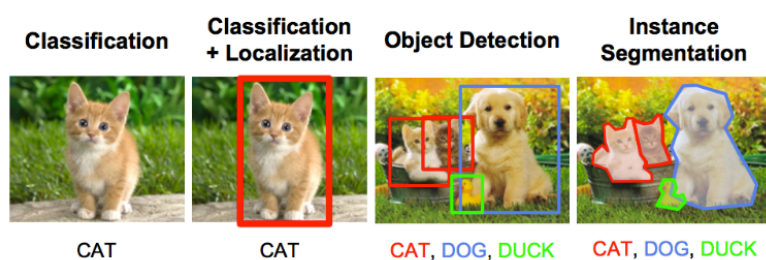 Classification
Classification
+ Localization
Object Detection
Instance
Segmentation
CAT
CAT
CAT, DOG, DUCK
CAT, DOG, DUCK